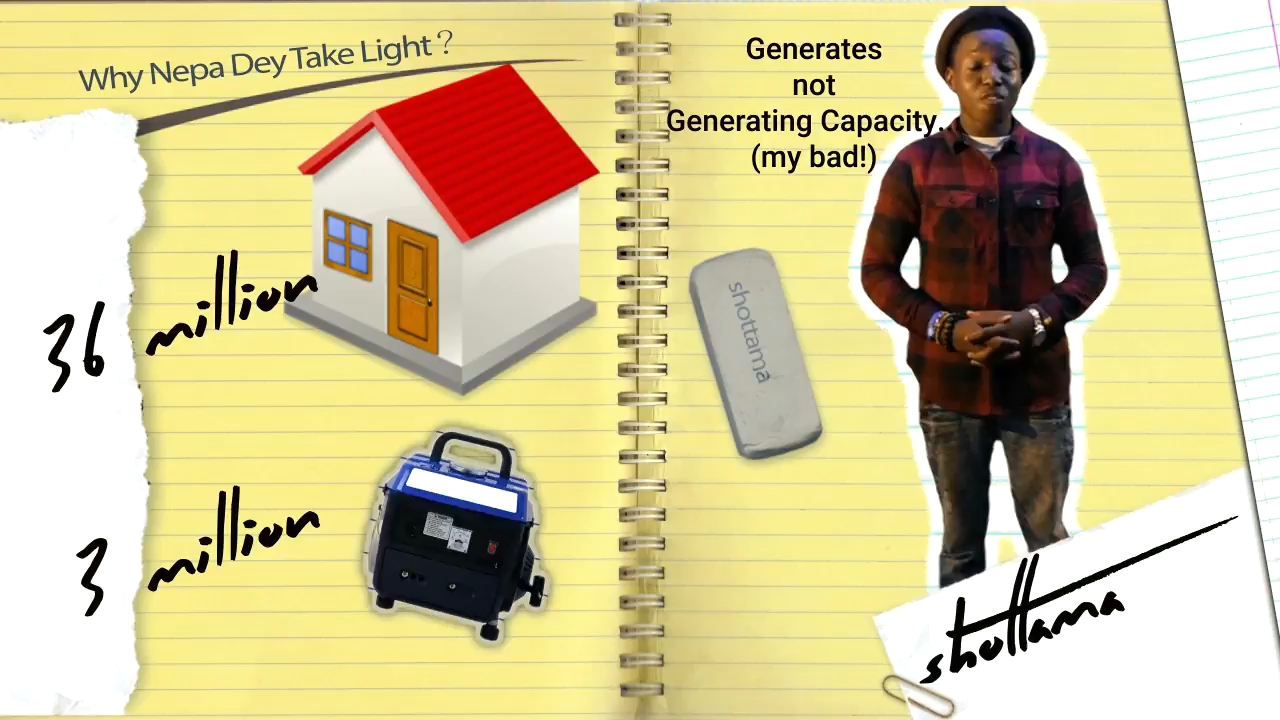 Why Nepa Dey Take Light ?
36 million
3 million
Generates
not
Generating Capacity.
(my bad!)
shottama
shottama